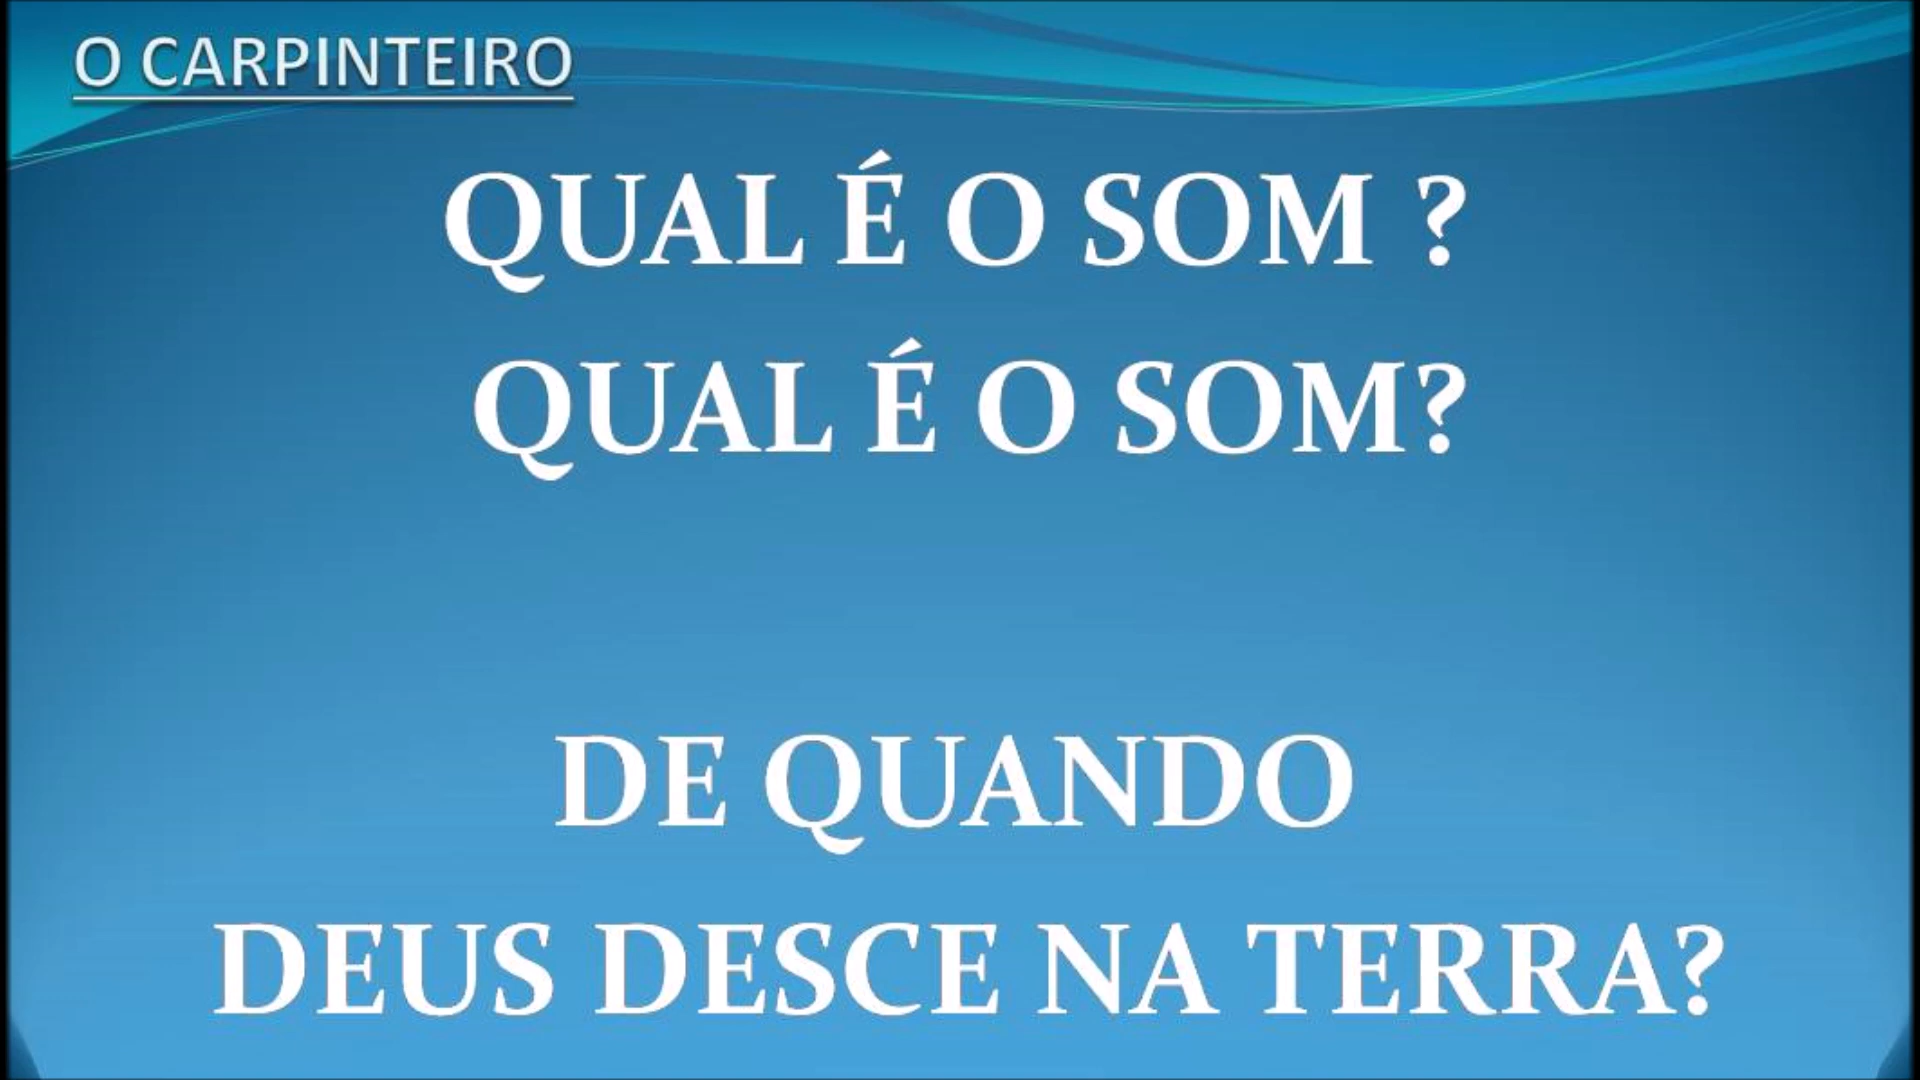 O CARPINTEIRO
QUAL É O SOM ?
QUAL É O SOM?
DE QUANDO
DEUS DESCE NA TERRA?